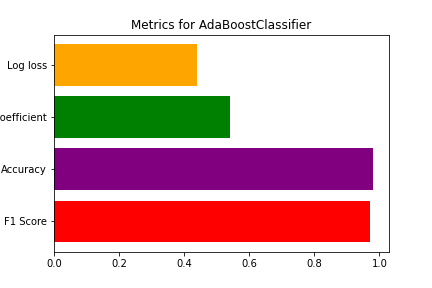 Metrics for AdaBoostClassifier
Log loss
oefficient
Accuracy
F1 Score
0.0 0.2 0.4 0.6 0.8 1.0